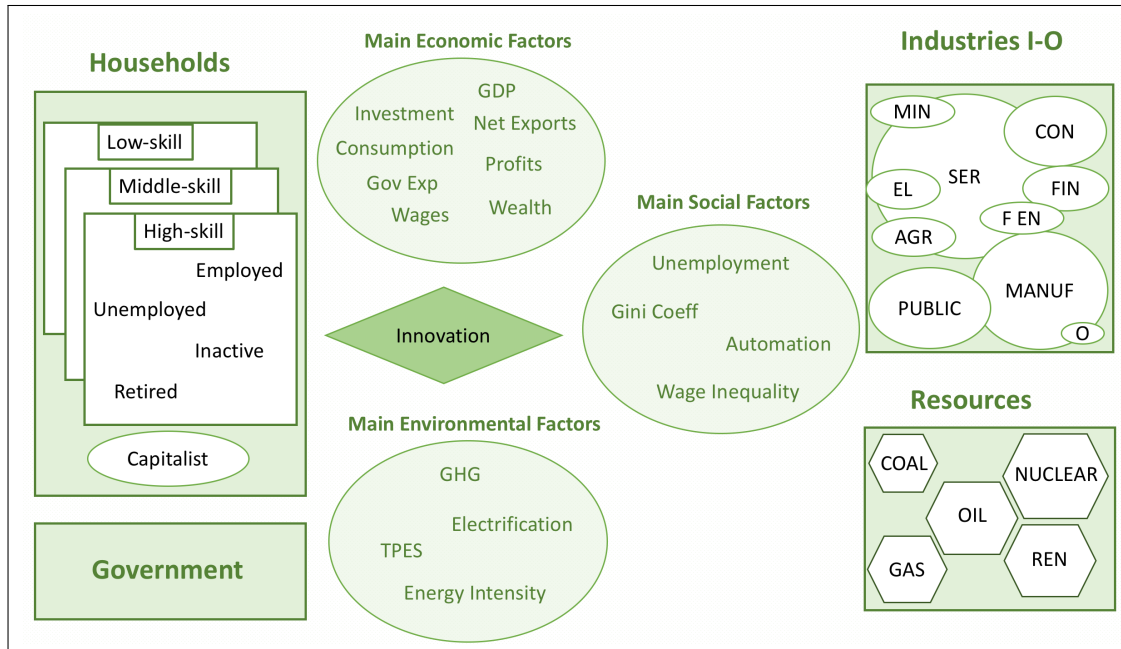 Households
Low-skill
Middle-skill
High-skill
Employed
Unemployed
Inactive
Retired
Capitalist
Government
Main Economic Factors
GDP
Investment
Net Exports
Consumption
Profits
Gov Exp
Wages
Wealth
Innovation
Main Environmental Factors
GHG
Electrification
TPES
Energy Intensity
Main Social Factors
Unemployment
Gini Coeff
Automation
Wage Inequality
Industries I-O
MIN
CON
SER
EL
FIN
F EN
AGR
MANUF
PUBLIC
O
Resources
COAL
NUCLEAR
OIL
GAS
REN